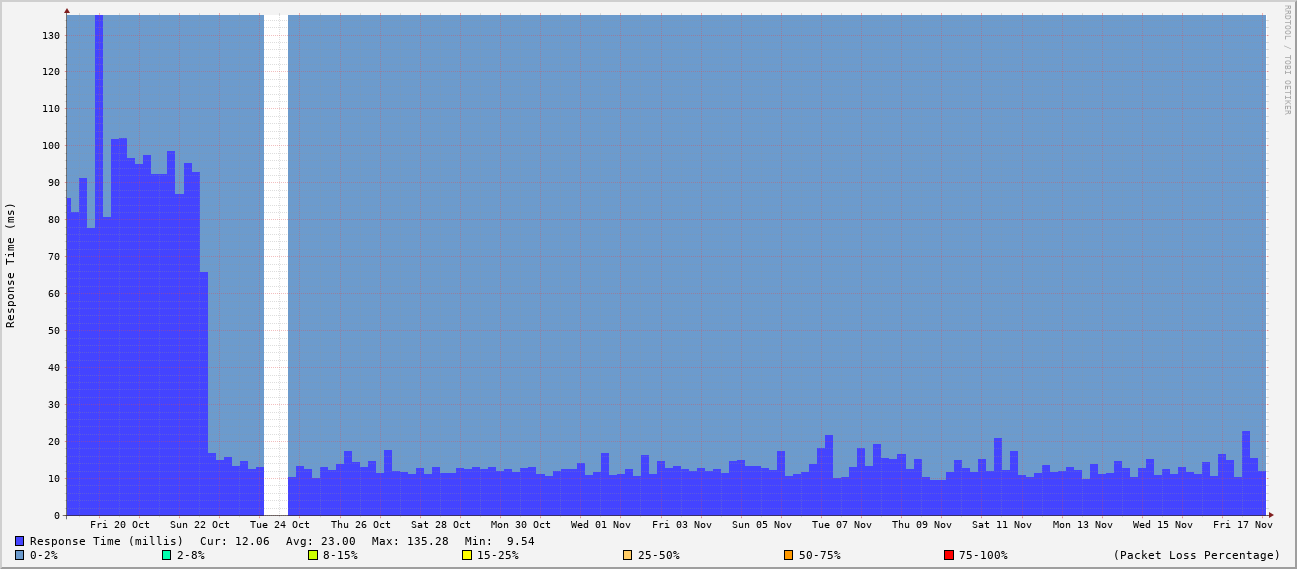 RRDTOOL / TOBI OETIKER
Response Time (ms)
130
120
110
100
90
80
70
60
50
40
30
20
10
0
Fri 20 Oct Sun 22 Oct Tue 24 Oct Thu 26 Oct Sat 28 Oct Mon 30 Oct Wed 01 Nov Fri 03 Nov Sun 05 Nov Tue 07 Nov Thu 09 Nov Sat 11 Nov Mon 13 Nov Wed 15 Nov Fri 17 Nov
Response Time (millis) Cur: 12.06 Avg: 23.00 Max: 135.28 Min: 9.54
0-2% 2-8% 8-15% 15-25% 25-50% 50-75% 75-100% (Packet Loss Percentage)